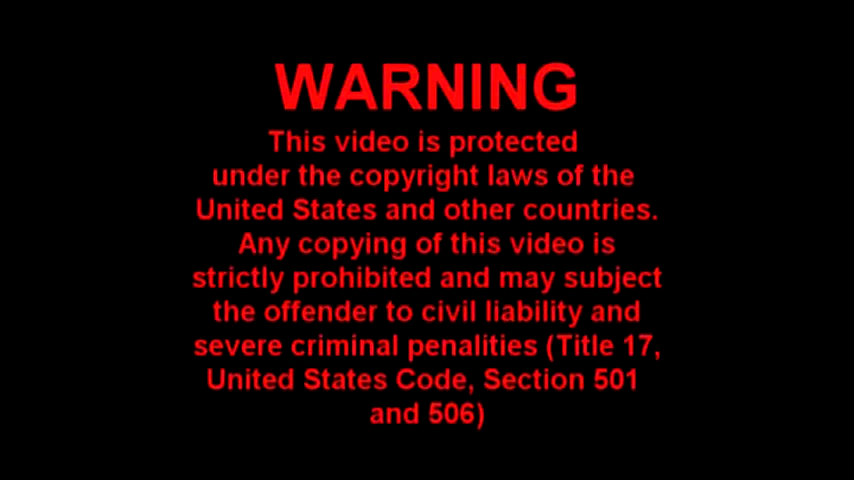 WARNING
This video is protected
under the copyright laws of the
United States and other countries.
Any copying of this video is
strictly prohibited and may subject
the offender to civil liability and
severe criminal penalities (Title 17,
United States Code, Section 501
and 506)